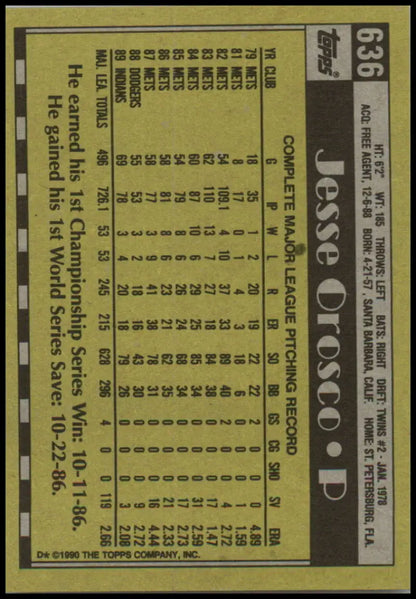 636 Topps® Jesse Orosco • P
HT: 6'2" WT: 185 THROWS: LEFT BATS: RIGHT DRFT: TWINS #2 - JAN. 1978
ACQ: FREE AGENT, 12-6-88 BORN: 4-21-57, SANTA BARBARA, CALIF. HOME: ST. PETERSBURG, FLA.
COMPLETE MAJOR LEAGUE PITCHING RECORD
YR CLUB G IP W L R ER SO BB GS CG SHO SV ERA
79 METS 18 35 1 2 20 19 22 22 2 0 0 0 4.89
81 METS 8 17 0 1 4 3 18 6 0 0 0 1 1.59
82 METS 54 109.1 4 10 37 33 89 40 2 0 0 4 2.72
83 METS 62 110 13 7 27 18 84 38 0 0 0 17 1.47
84 METS 60 87 10 6 29 25 85 34 0 0 0 31 2.59
85 METS 54 79 8 6 26 24 68 34 0 0 0 17 2.73
86 METS 58 81 8 6 23 21 62 35 0 0 0 21 2.33
87 METS 58 77 3 9 41 38 78 31 0 0 0 16 4.44
88 DODGERS 55 53 3 2 18 16 43 30 0 0 0 9 2.72
89 INDIANS 69 78 3 4 20 18 79 26 0 0 0 3 2.08
MAJ. LEA. TOTALS 496 726.1 53 53 245 215 628 296 4 0 0 119 2.66
He earned his 1st Championship Series Win: 10-11-86.
He gained his 1st World Series Save: 10-22-86.
D* ©1990 THE TOPPS COMPANY, INC.